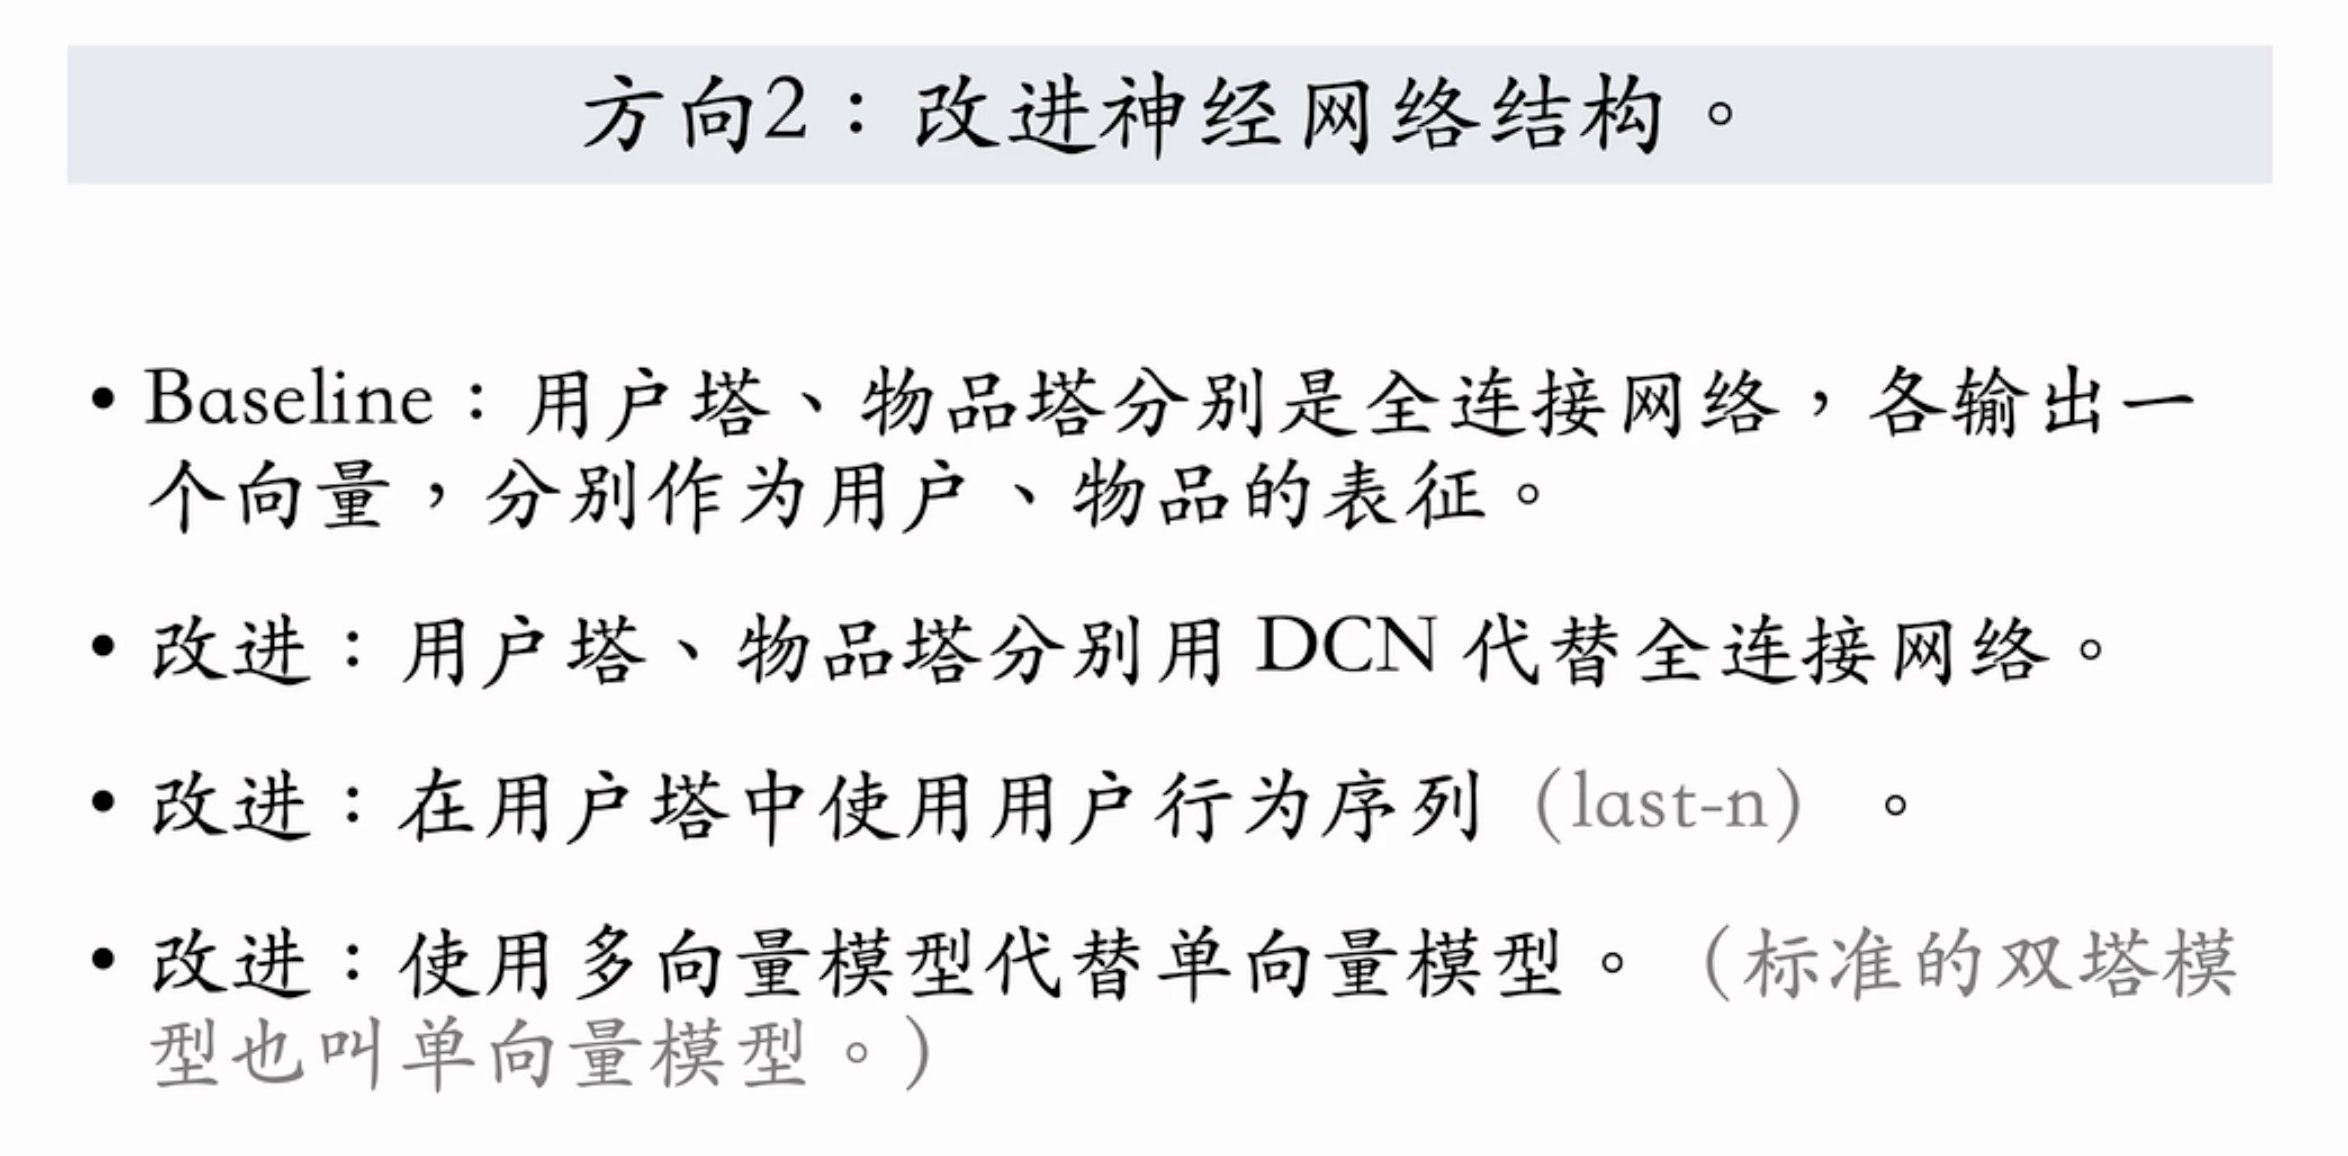 方向2：改进神经网络结构。
• Baseline：用户塔、物品塔分别是全连接网络，各输出一
个向量，分别作为用户、物品的表征。
• 改进：用户塔、物品塔分别用 DCN 代替全连接网络。
• 改进：在用户塔中使用用户行为序列（last-n）。
• 改进：使用多向量模型代替单向量模型。（标准的双塔模
型也叫单向量模型。）